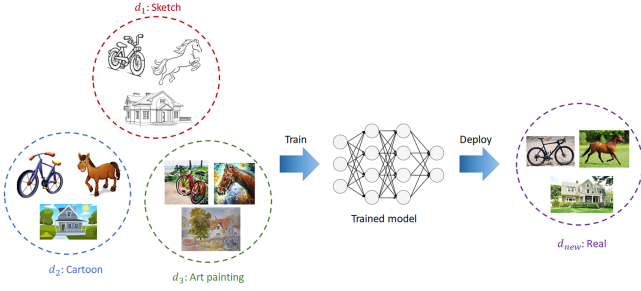 d₁: Sketch
Train
Deploy
Trained model
d₂: Cartoon
d₃: Art painting
dₙₑw: Real